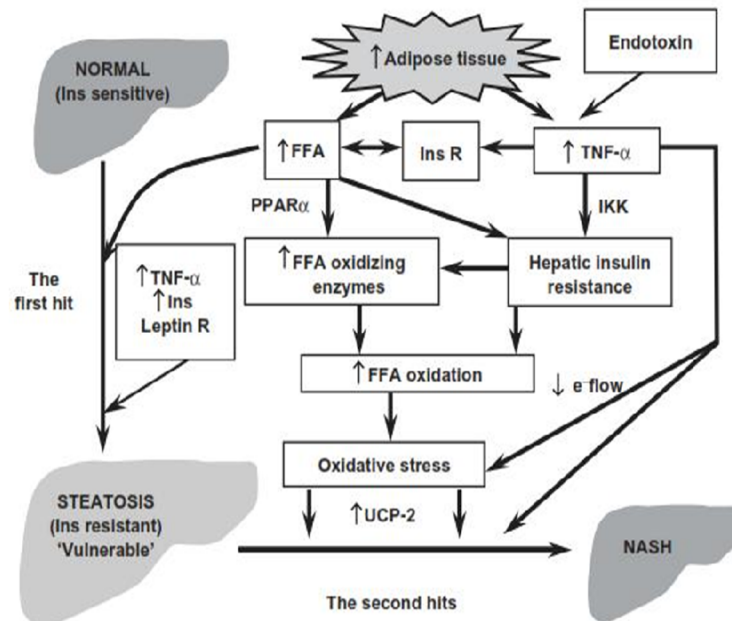 NORMAL
(Ins sensitive)
↑Adipose tissue
Endotoxin
↑FFA
Ins R
↑TNF-α
PPARα
IKK
The
first hit
↑TNF-α
↑Ins
Leptin R
↑FFA oxidizing
enzymes
Hepatic insulin
resistance
↑FFA oxidation
↓ e⁻flow
Oxidative stress
↑UCP-2
STEATOSIS
(Ins resistant)
‘Vulnerable’
NASH
The second hits